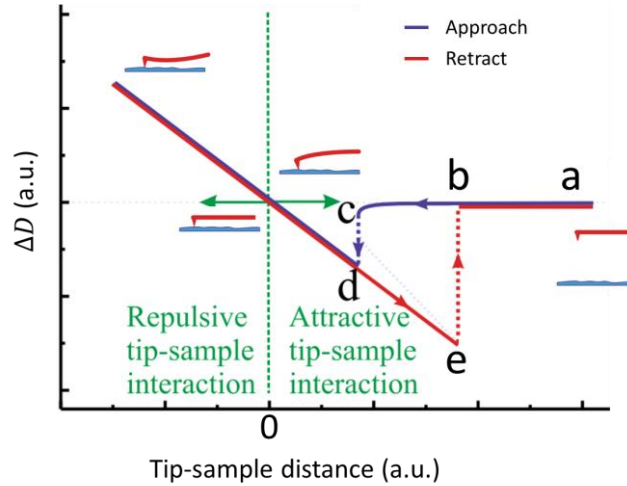 Approach
Retract
ΔD (a.u.)
b
a
c
d
e
Repulsive
tip-sample
interaction
Attractive
tip-sample
interaction
0
Tip-sample distance (a.u.)